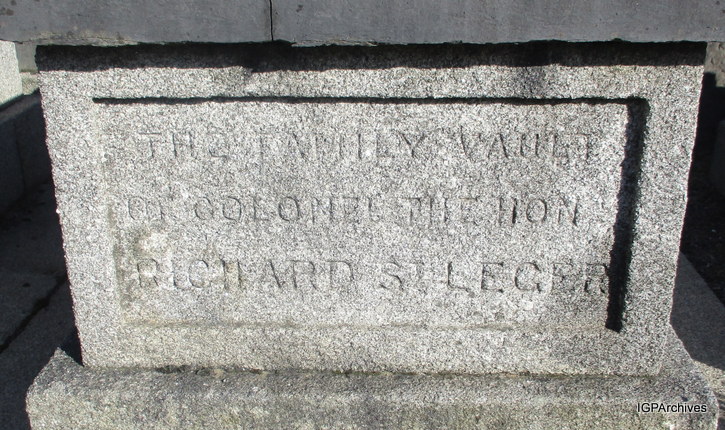 THE FAMILY VAULT
OF COLONEL THE HON
RICHARD ST LEGER
IGPArchives